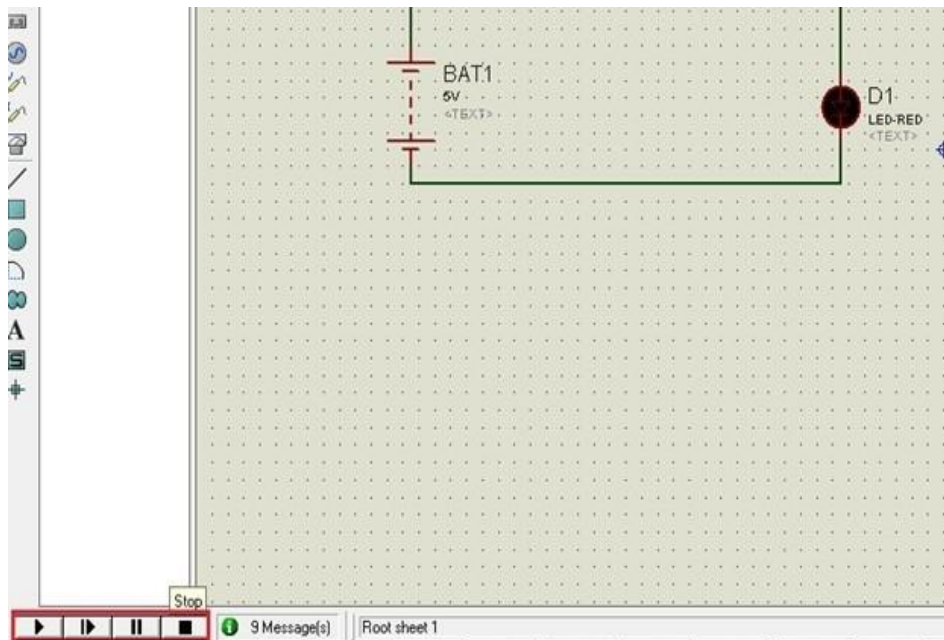 BAT1
5V
<TEXT>
D1
LED-RED
<TEXT>
A
S
Stop
9 Message(s)
Root sheet 1